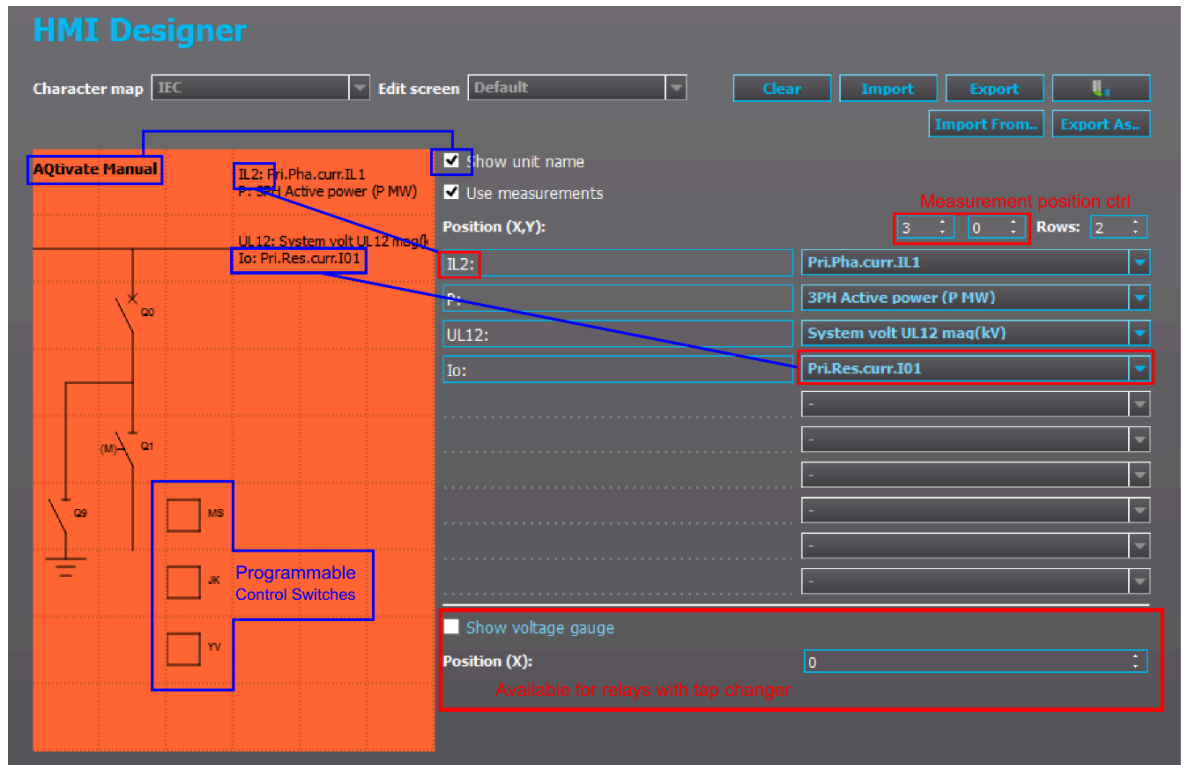 HMI Designer
Character map IEC Edit screen Default Clear Import Export
Import From.. Export As..
AQtivate Manual
IL2: Pri.Pha.curr.IL1
P: 3PH Active power (P MW)
UL12: System volt UL12 mag(k
Io: Pri.Res.curr.I01
Q0
(M) Q1
Q9
MS
JK
YV
Programmable
Control Switches
Show unit name
Use measurements
Measurement position ctrl
Position (X,Y): 3 0 Rows: 2
IL2: Pri.Pha.curr.IL1
P: 3PH Active power (P MW)
UL12: System volt UL12 mag(kV)
Io: Pri.Res.curr.I01
-
-
-
-
-
-
Show voltage gauge
Position (X): 0
Available for relays with tap changer